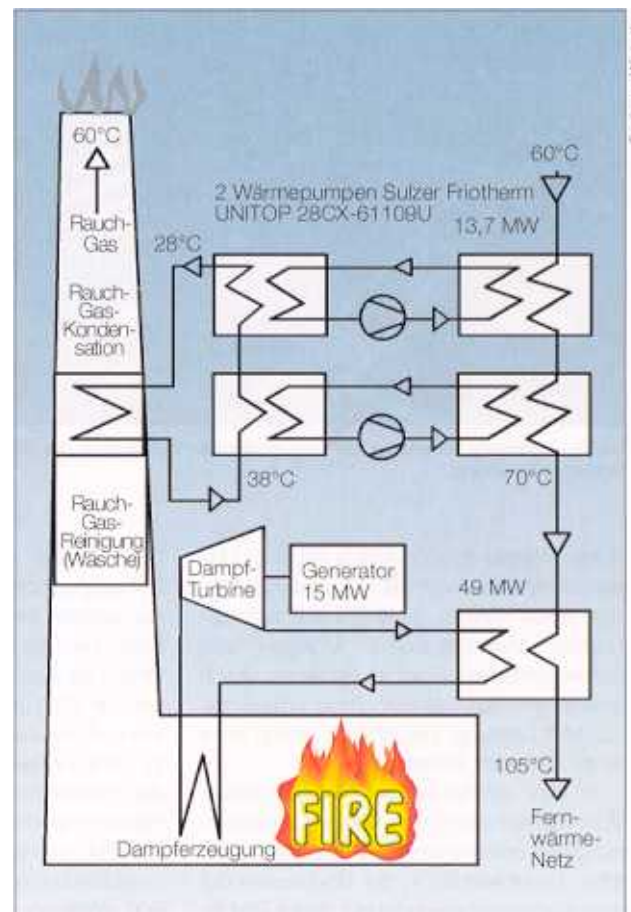 60°C
Rauch-
Gas
Rauch-
Gas-
Konden-
sation
Rauch-
Gas-
Reinigung
(Wäsche)
60°C
2 Wärmepumpen Sulzer Friotherm
UNITOP 28CX-61109U
13,7 MW
28°C
38°C
70°C
Dampf-
Turbine
Generator
15 MW
49 MW
105°C
FIRE
Dampferzeugung
Fern-
wärme-
Netz